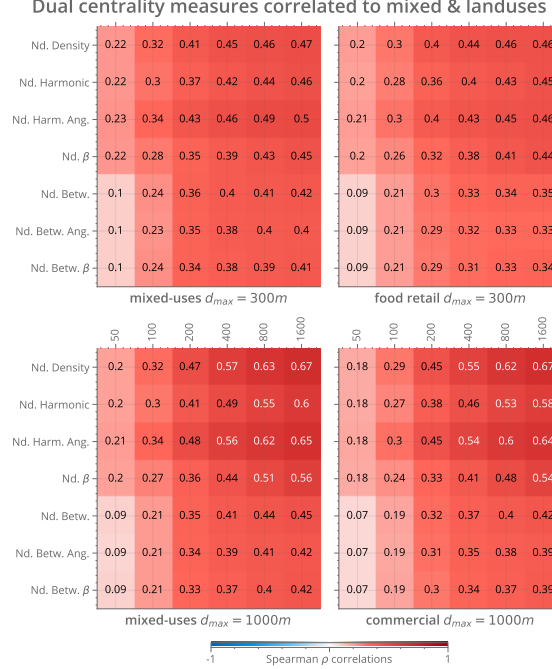 Dual centrality measures correlated to mixed & landuses
Nd. Density 0.22 0.32 0.41 0.45 0.46 0.47 0.2 0.3 0.4 0.44 0.46 0.46
Nd. Harmonic 0.22 0.3 0.37 0.42 0.44 0.46 0.2 0.28 0.36 0.4 0.43 0.45
Nd. Harm. Ang. 0.23 0.34 0.43 0.46 0.49 0.5 0.21 0.3 0.4 0.43 0.45 0.46
Nd. β 0.22 0.28 0.35 0.39 0.43 0.45 0.2 0.26 0.32 0.38 0.41 0.44
Nd. Betw. 0.1 0.24 0.36 0.4 0.41 0.42 0.09 0.21 0.3 0.33 0.34 0.35
Nd. Betw. Ang. 0.1 0.23 0.35 0.38 0.4 0.4 0.09 0.21 0.29 0.32 0.33 0.33
Nd. Betw. β 0.1 0.24 0.34 0.38 0.39 0.41 0.09 0.21 0.29 0.31 0.33 0.34
mixed-uses dmax = 300m food retail dmax = 300m
50 100 200 400 800 1600 50 100 200 400 800 1600
Nd. Density 0.2 0.32 0.47 0.57 0.63 0.67 0.18 0.29 0.45 0.55 0.62 0.67
Nd. Harmonic 0.2 0.3 0.41 0.49 0.55 0.6 0.18 0.27 0.38 0.46 0.53 0.58
Nd. Harm. Ang. 0.21 0.34 0.48 0.56 0.62 0.65 0.18 0.3 0.45 0.54 0.6 0.64
Nd. β 0.2 0.27 0.36 0.44 0.51 0.56 0.18 0.24 0.33 0.41 0.48 0.54
Nd. Betw. 0.09 0.21 0.35 0.41 0.44 0.45 0.07 0.19 0.32 0.37 0.4 0.42
Nd. Betw. Ang. 0.09 0.21 0.34 0.39 0.41 0.42 0.07 0.19 0.31 0.35 0.38 0.39
Nd. Betw. β 0.09 0.21 0.33 0.37 0.4 0.42 0.07 0.19 0.3 0.34 0.37 0.39
mixed-uses dmax = 1000m commercial dmax = 1000m
-1 Spearman ρ correlations 1